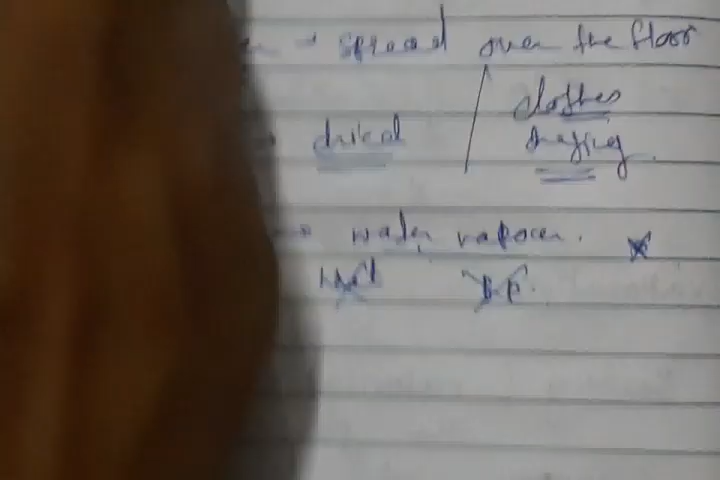 → spread over the floor
dried / clothes
drying.
→ water vapour.
B.P.